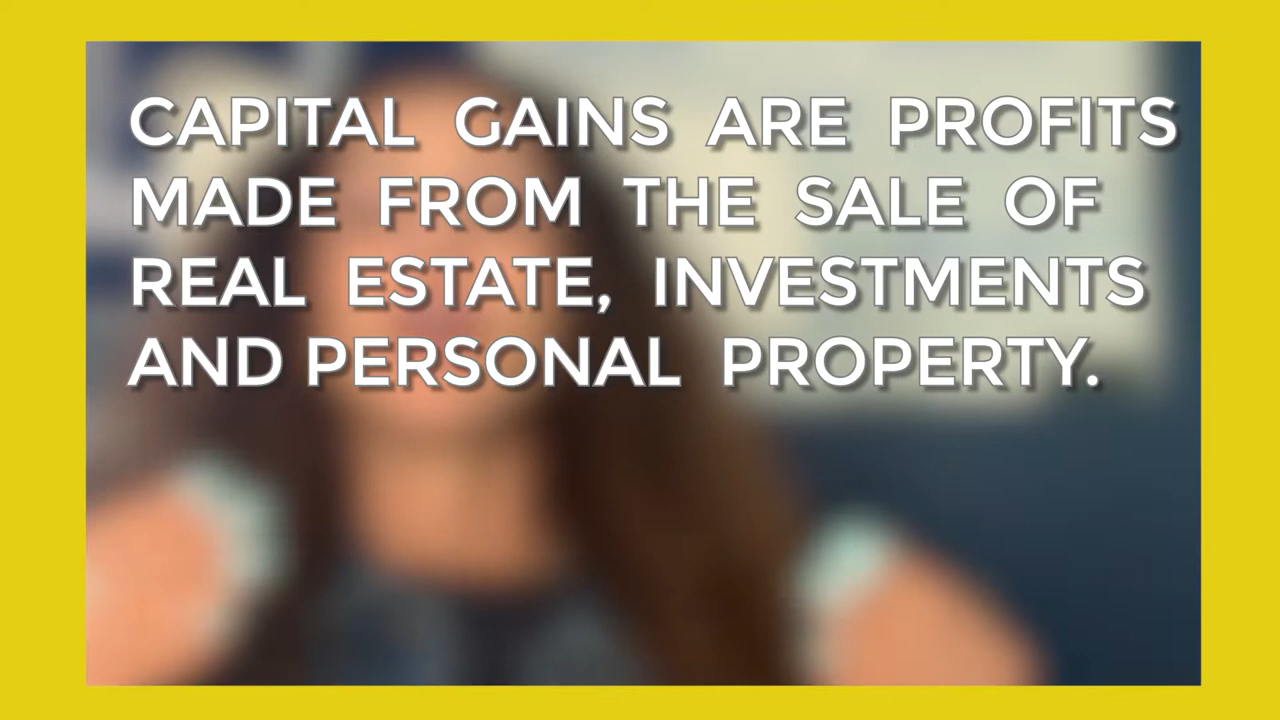 CAPITAL GAINS ARE PROFITS
MADE FROM THE SALE OF
REAL ESTATE, INVESTMENTS
AND PERSONAL PROPERTY.